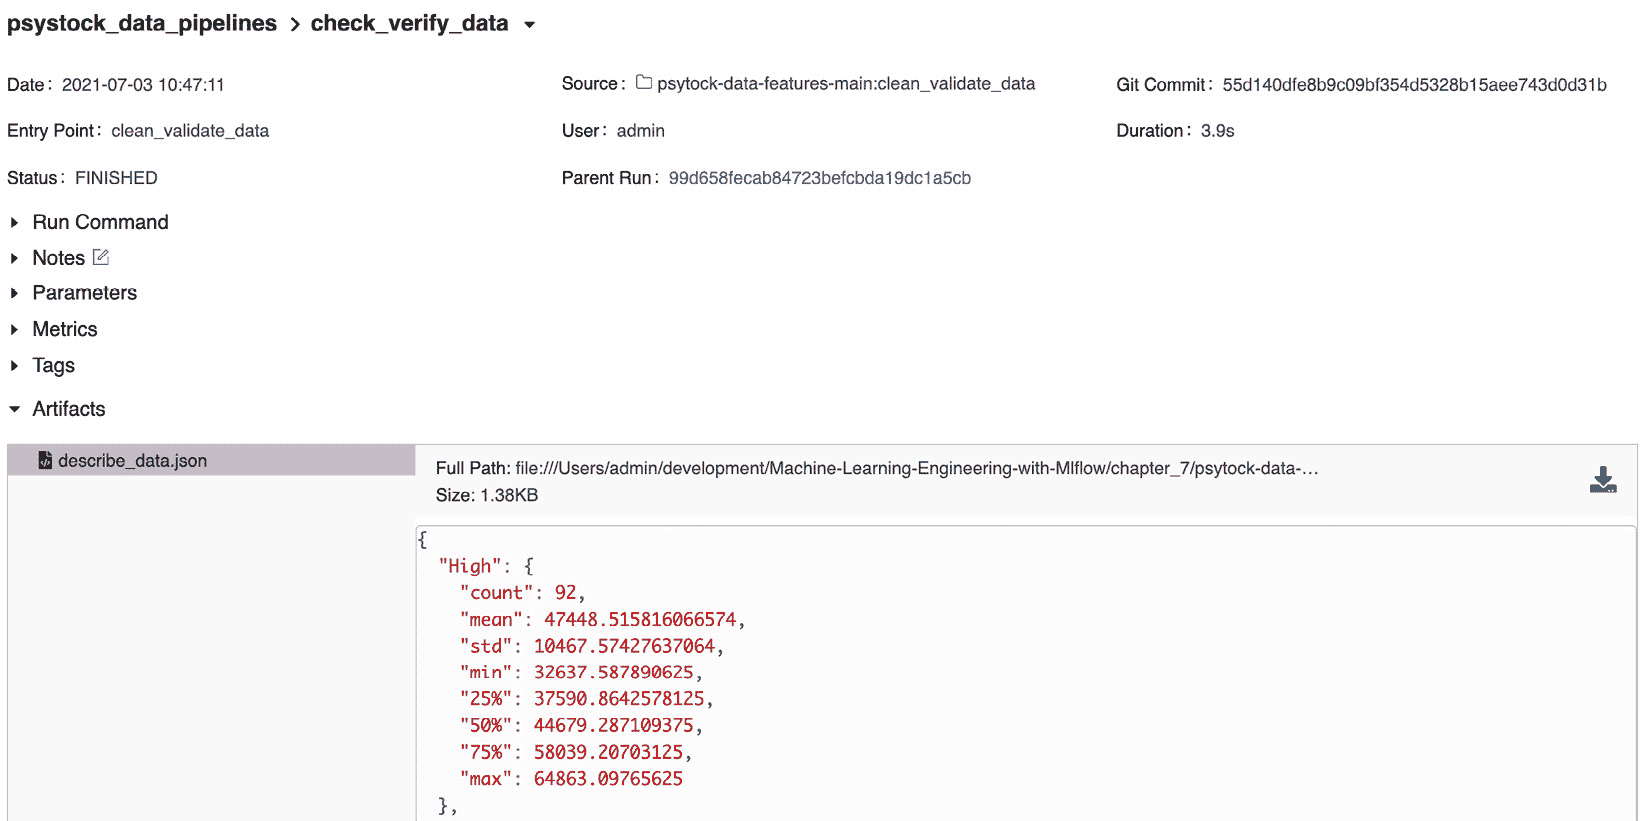 psystock_data_pipelines > check_verify_data
Date: 2021-07-03 10:47:11 Source: psytock-data-features-main:clean_validate_data Git Commit: 55d140dfe8b9c09bf354d5328b15aee743d0d31b
Entry Point: clean_validate_data User: admin Duration: 3.9s
Status: FINISHED Parent Run: 99d658fecab84723befcbda19dc1a5cb
Run Command
Notes
Parameters
Metrics
Tags
Artifacts
describe_data.json
Full Path: file:///Users/admin/development/Machine-Learning-Engineering-with-Mlflow/chapter_7/psytock-data-...
Size: 1.38KB
{
"High": {
"count": 92,
"mean": 47448.515816066574,
"std": 10467.57427637064,
"min": 32637.587890625,
"25%": 37590.8642578125,
"50%": 44679.287109375,
"75%": 58039.20703125,
"max": 64863.09765625
},